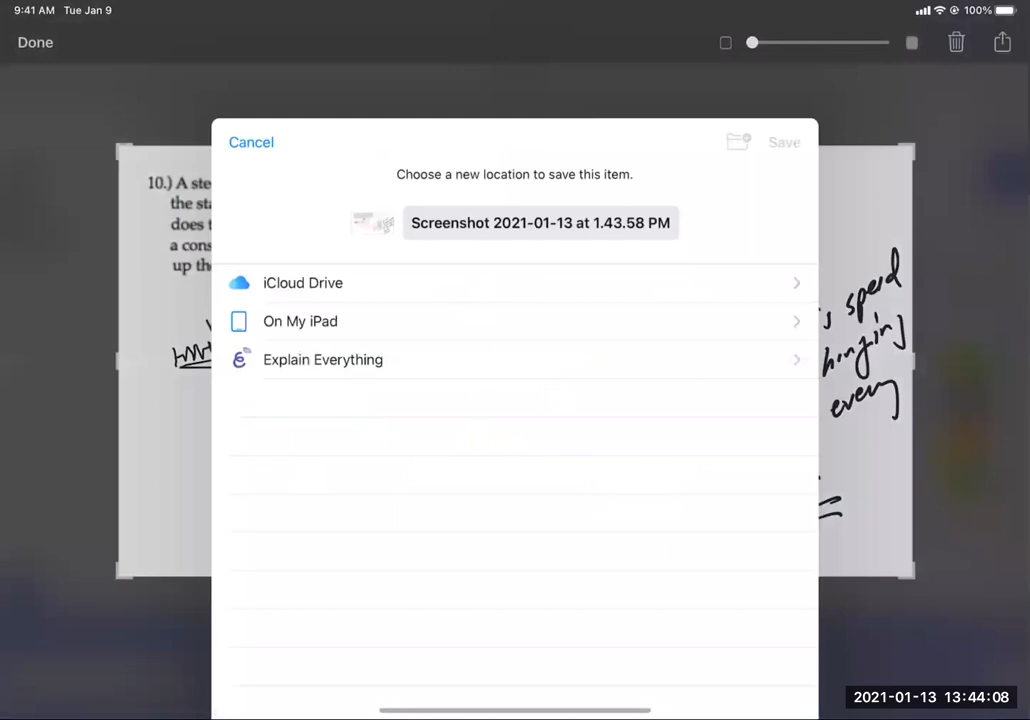 9:41 AM Tue Jan 9
100%
Done
Cancel
Save
Choose a new location to save this item.
Screenshot 2021-01-13 at 1.43.58 PM
iCloud Drive
On My iPad
Explain Everything
10.) A ste
the sta
does t
a cons
up the
speed
every
2021-01-13 13:44:08